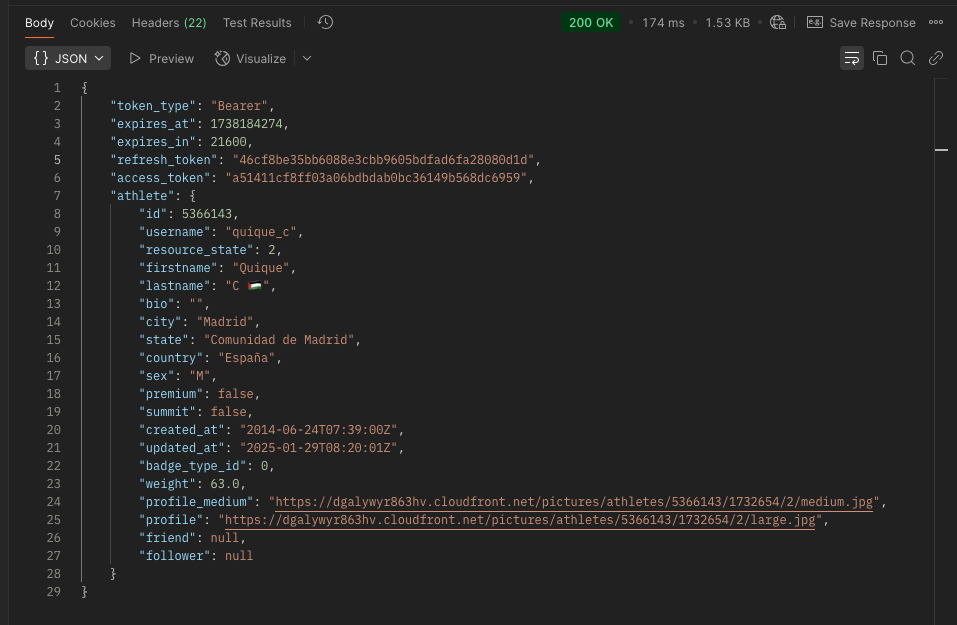 Body Cookies Headers (22) Test Results 200 OK • 174 ms • 1.53 KB • e.g. Save Response
{} JSON Preview Visualize
1 {
2 "token_type": "Bearer",
3 "expires_at": 1738184274,
4 "expires_in": 21600,
5 "refresh_token": "46cf8be35bb6088e3cbb9605bdfad6fa28080d1d",
6 "access_token": "a51411cf8ff03a06bdbdab0bc36149b568dc6959",
7 "athlete": {
8 "id": 5366143,
9 "username": "quique_c",
10 "resource_state": 2,
11 "firstname": "Quique",
12 "lastname": "C 🇵🇸",
13 "bio": "",
14 "city": "Madrid",
15 "state": "Comunidad de Madrid",
16 "country": "España",
17 "sex": "M",
18 "premium": false,
19 "summit": false,
20 "created_at": "2014-06-24T07:39:00Z",
21 "updated_at": "2025-01-29T08:20:01Z",
22 "badge_type_id": 0,
23 "weight": 63.0,
24 "profile_medium": "https://dgalywyr863hv.cloudfront.net/pictures/athletes/5366143/1732654/2/medium.jpg",
25 "profile": "https://dgalywyr863hv.cloudfront.net/pictures/athletes/5366143/1732654/2/large.jpg",
26 "friend": null,
27 "follower": null
28 }
29 }